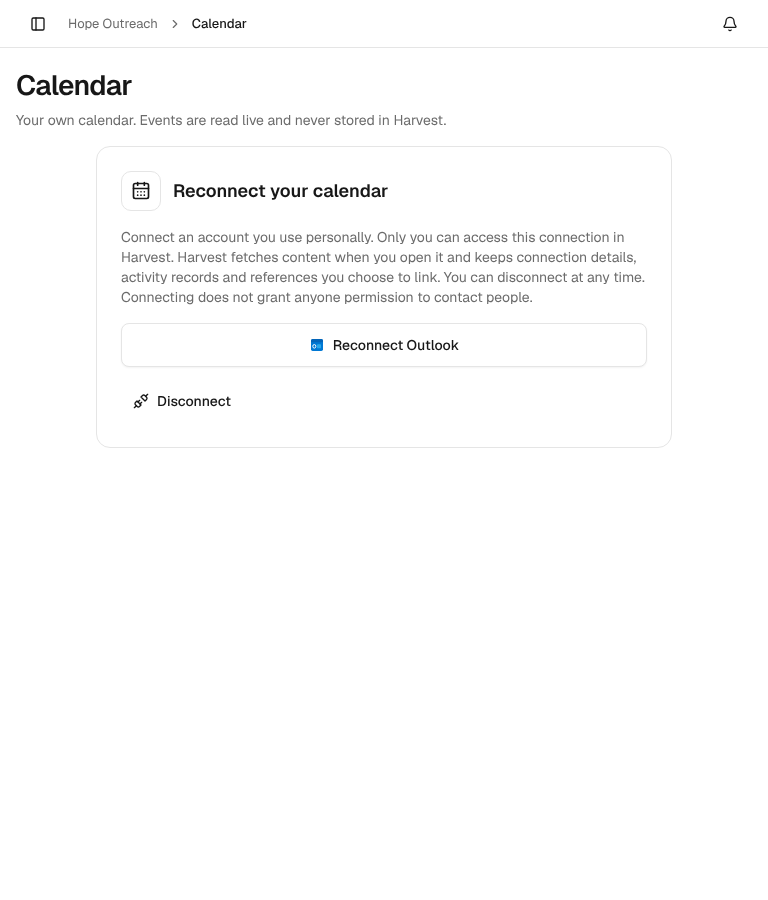 Hope Outreach > Calendar
Calendar
Your own calendar. Events are read live and never stored in Harvest.
Reconnect your calendar
Connect an account you use personally. Only you can access this connection in
Harvest. Harvest fetches content when you open it and keeps connection details,
activity records and references you choose to link. You can disconnect at any time.
Connecting does not grant anyone permission to contact people.
Reconnect Outlook
Disconnect